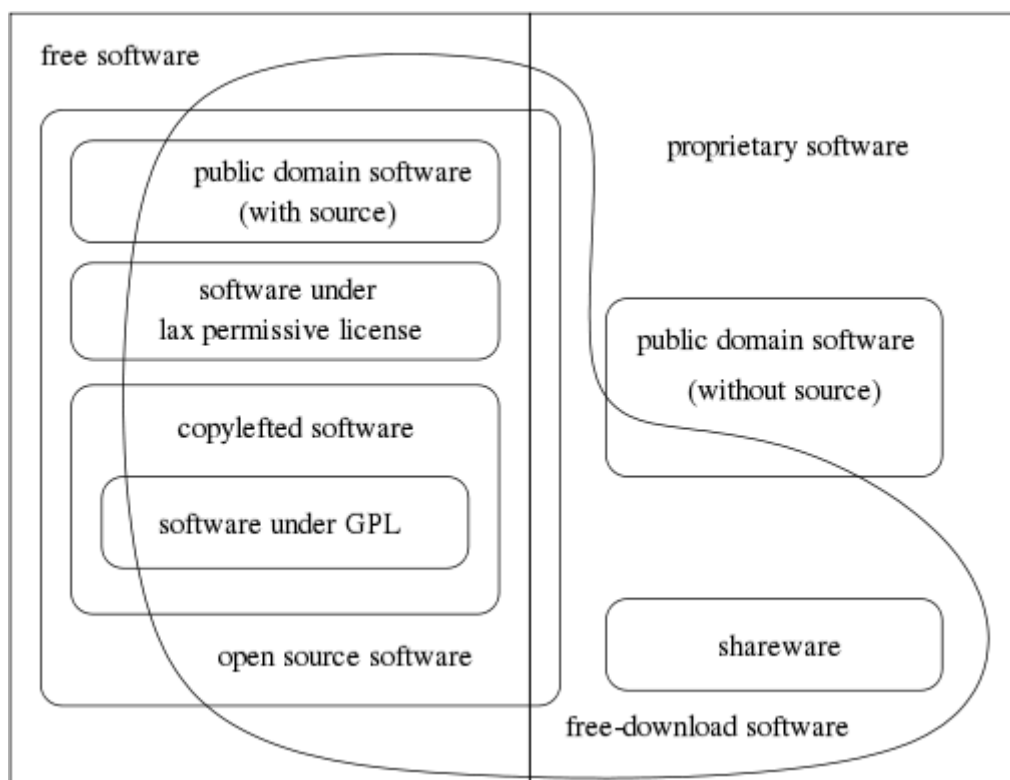 free software
proprietary software
public domain software
(with source)
software under
lax permissive license
copylefted software
software under GPL
open source software
public domain software
(without source)
shareware
free-download software